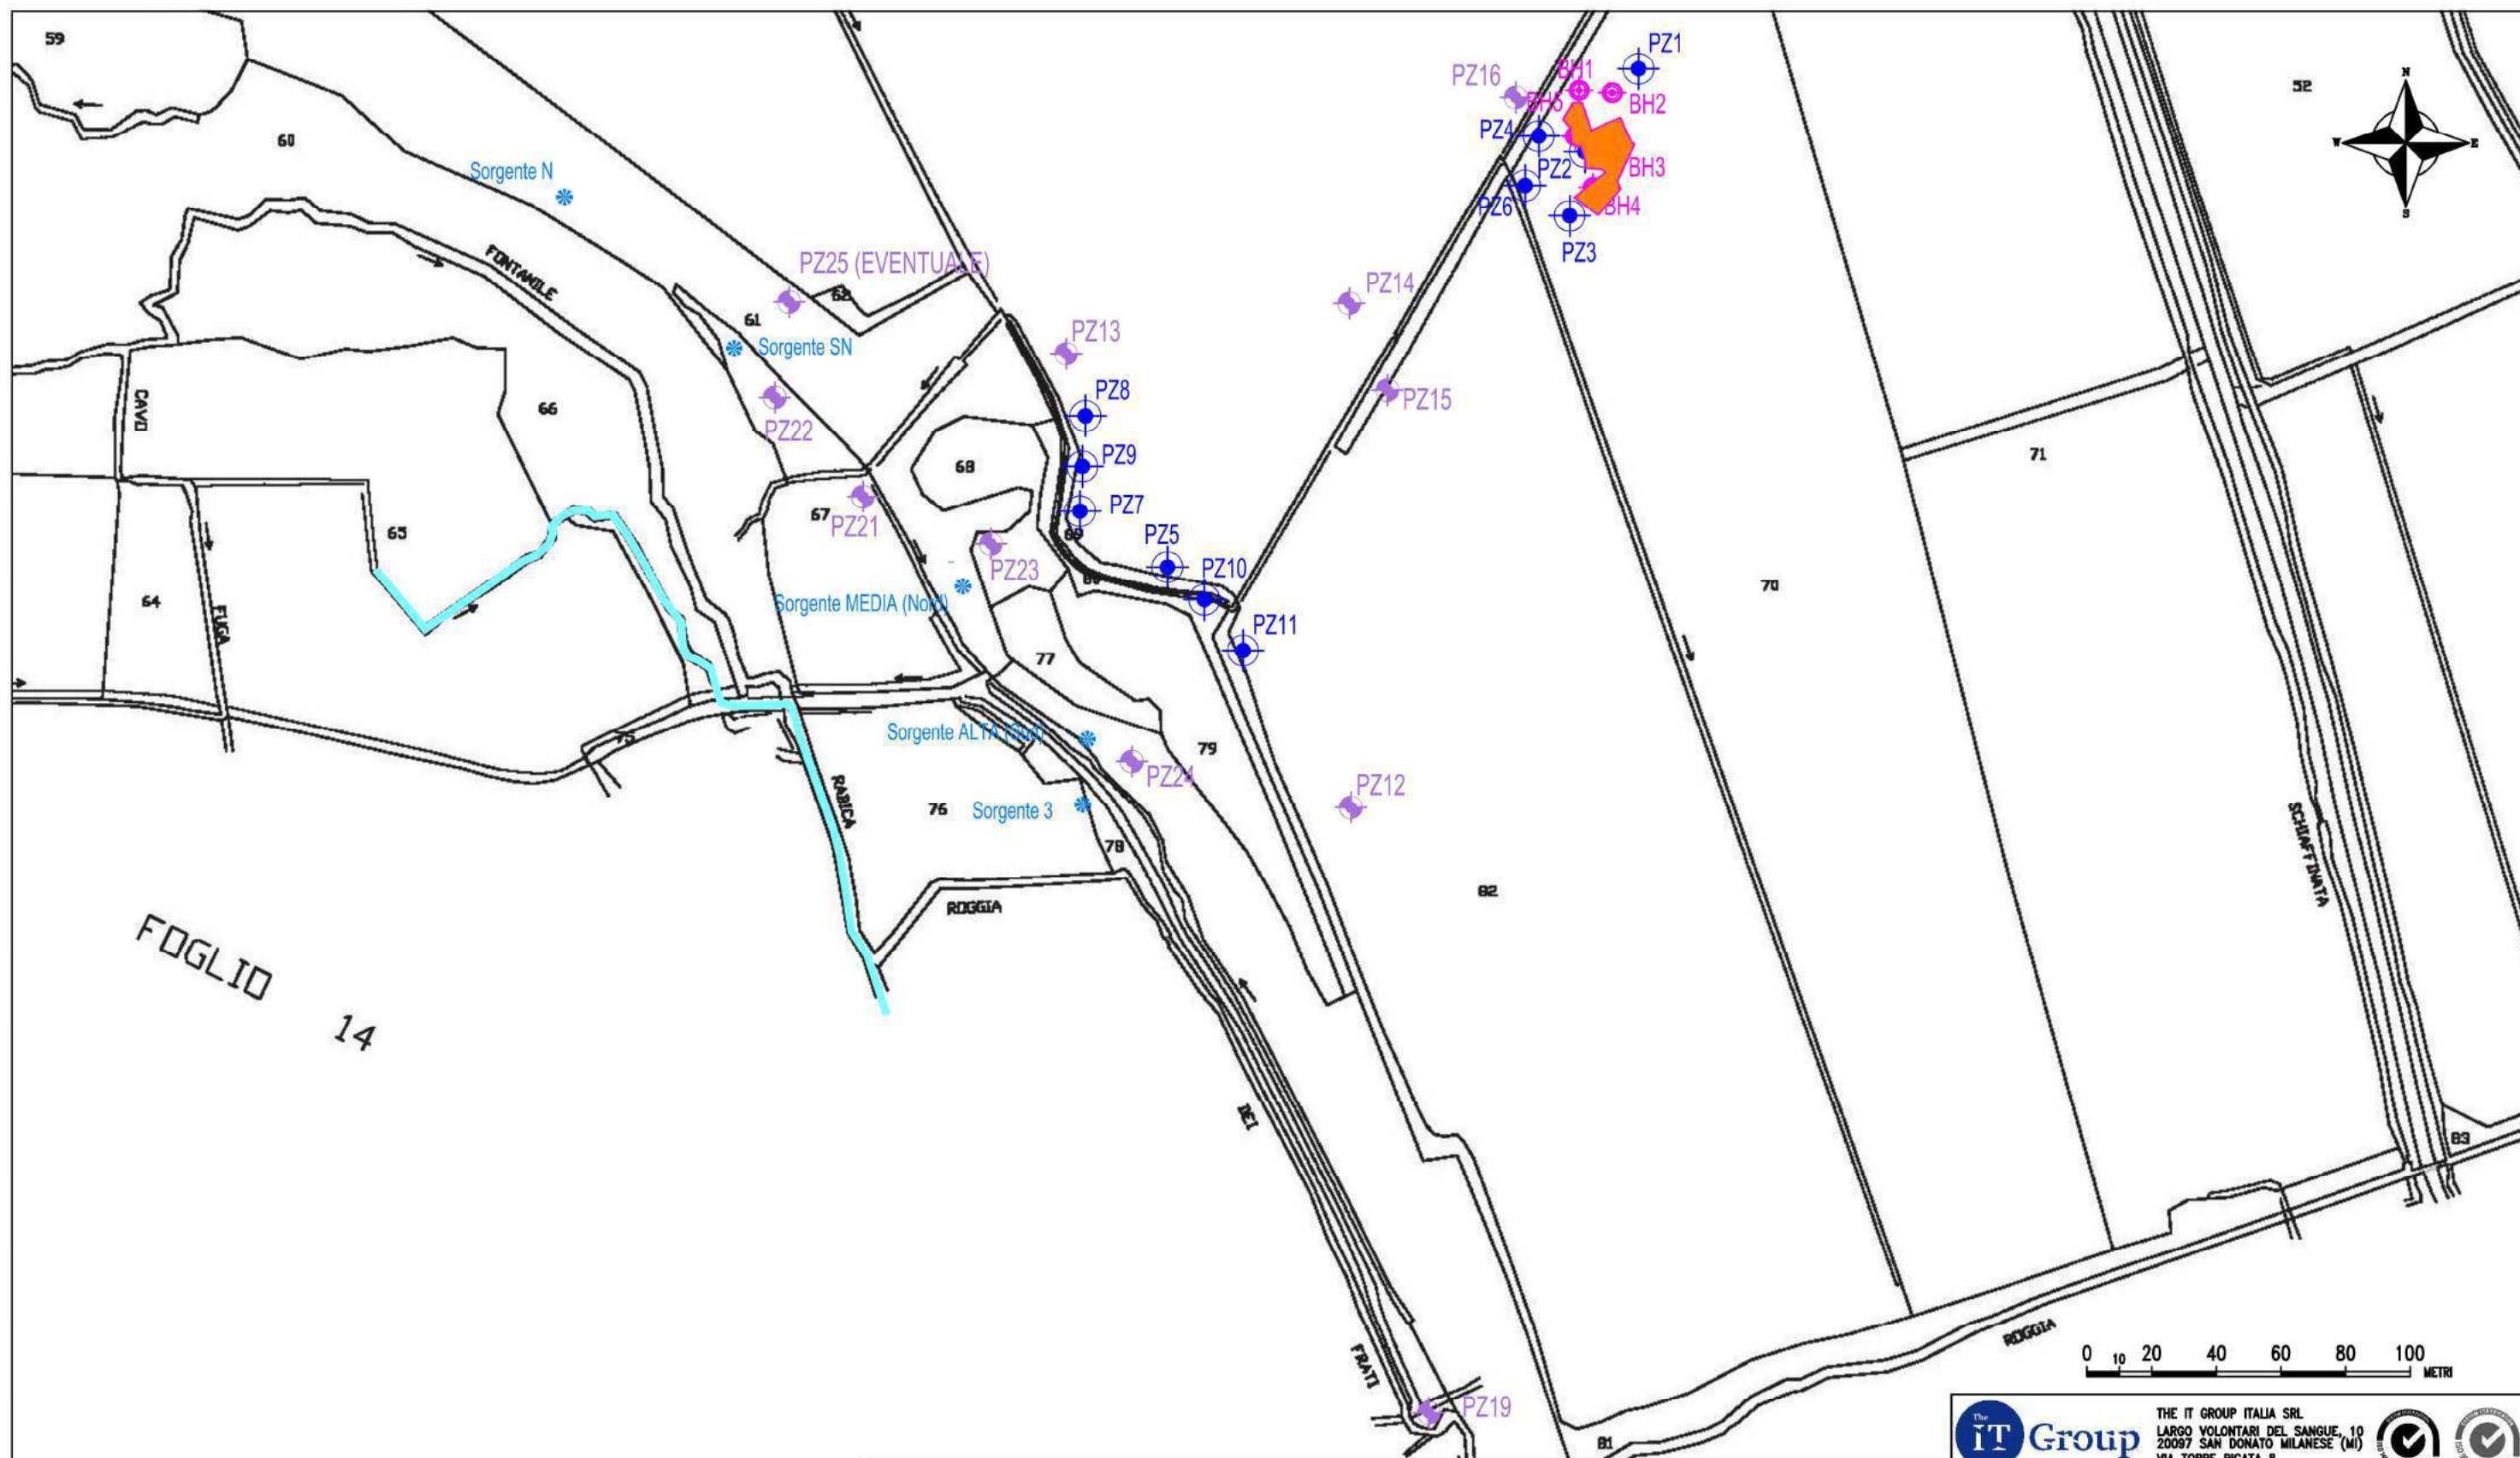 59
PZ1
PZ16
BH1
52
N
BH5
BH2
PZ4
60
W
E
Sorgente N
PZ2
BH3
PZ6
BH4
S
PZ3
FONTANILE
PZ25 (EVENTUALE)
62
PZ14
61
PZ13
Sorgente SN
PZ8
PZ15
CAVO
66
PZ22
PZ9
71
68
PZ7
67
PZ21
65
69
PZ5
PZ23
PZ10
70
64
Sorgente MEDIA (Nord)
FUGA
PZ11
77
Sorgente ALTA (Sud)
75
79
PZ24
PZ12
RABICA
76
Sorgente 3
SCHIAFFINATA
78
82
ROGGIA
FOGLIO
14
DEI
83
ROGGIA
FRATI
0 10 20 40 60 80 100
METRI
PZ19
81
The
iT Group
THE IT GROUP ITALIA SRL
LARGO VOLONTARI DEL SANGUE, 10
20097 SAN DONATO MILANESE (MI)